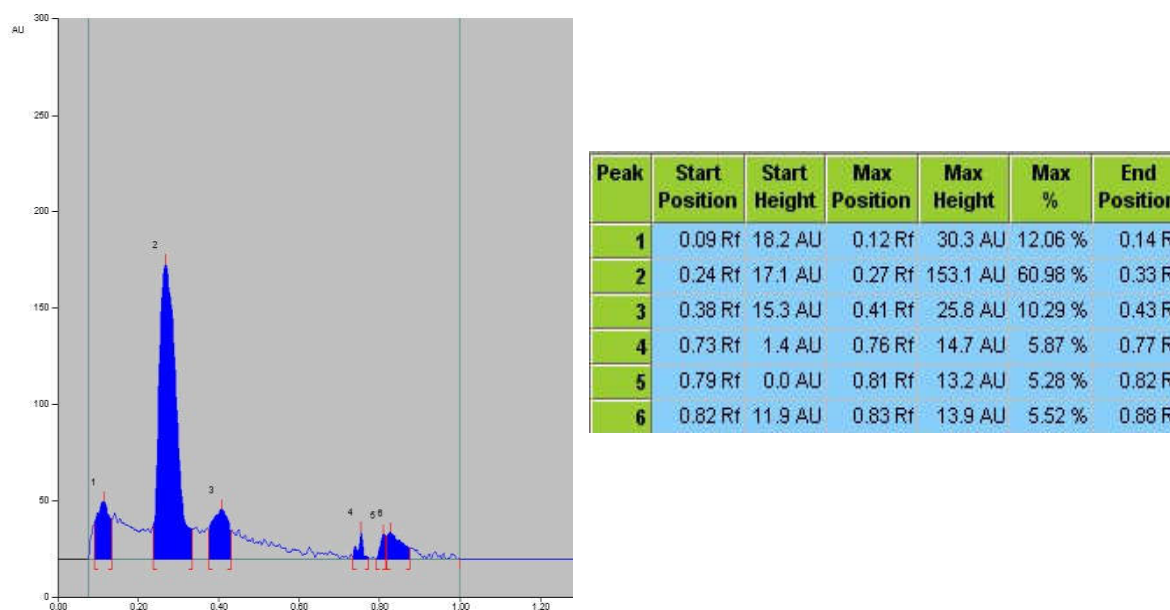 300
AU
250
200
150
100
50
0
0.00 0.20 0.40 0.60 0.80 1.00 1.20
1 2 3 4 5 6
Peak Start Position Start Height Max Position Max Height Max % End Position
1 0.09 Rf 18.2 AU 0.12 Rf 30.3 AU 12.06 % 0.14 R
2 0.24 Rf 17.1 AU 0.27 Rf 153.1 AU 60.98 % 0.33 R
3 0.38 Rf 15.3 AU 0.41 Rf 25.8 AU 10.29 % 0.43 R
4 0.73 Rf 1.4 AU 0.76 Rf 14.7 AU 5.87 % 0.77 R
5 0.79 Rf 0.0 AU 0.81 Rf 13.2 AU 5.28 % 0.82 R
6 0.82 Rf 11.9 AU 0.83 Rf 13.9 AU 5.52 % 0.88 R